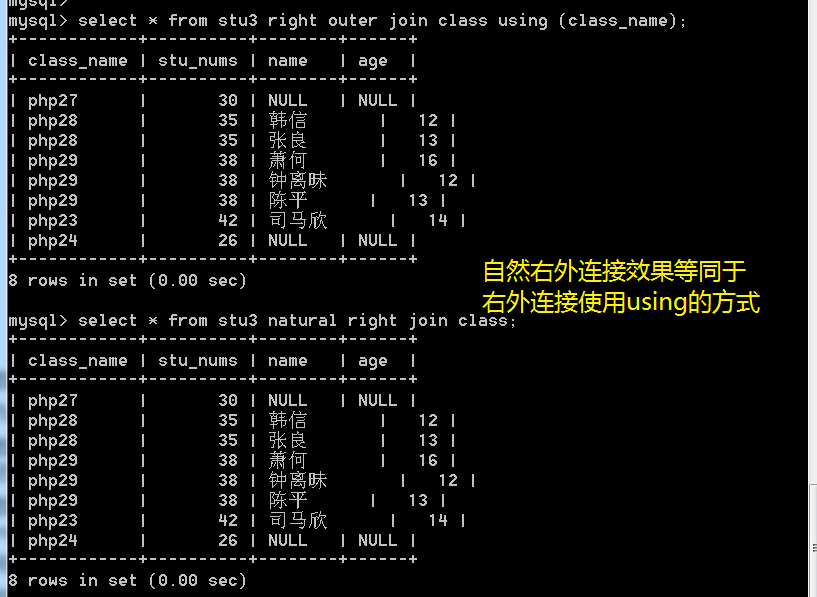 mysql>
mysql> select * from stu3 right outer join class using (class_name);
+------------+----------+--------+------+
| class_name | stu_nums | name   | age  |
+------------+----------+--------+------+
| php27      |       30 | NULL   | NULL |
| php28      |       35 | 韩信       |   12 |
| php28      |       35 | 张良       |   13 |
| php29      |       38 | 萧何       |   16 |
| php29      |       38 | 钟离昧       |   12 |
| php29      |       38 | 陈平      |   13 |
| php23      |       42 | 司马欣      |   14 |
| php24      |       26 | NULL   | NULL |
+------------+----------+--------+------+
8 rows in set (0.00 sec)
自然右外连接效果等同于
右外连接使用using的方式
mysql> select * from stu3 natural right join class;
+------------+----------+--------+------+
| class_name | stu_nums | name   | age  |
+------------+----------+--------+------+
| php27      |       30 | NULL   | NULL |
| php28      |       35 | 韩信       |   12 |
| php28      |       35 | 张良       |   13 |
| php29      |       38 | 萧何       |   16 |
| php29      |       38 | 钟离昧       |   12 |
| php29      |       38 | 陈平      |   13 |
| php23      |       42 | 司马欣      |   14 |
| php24      |       26 | NULL   | NULL |
+------------+----------+--------+------+
8 rows in set (0.00 sec)